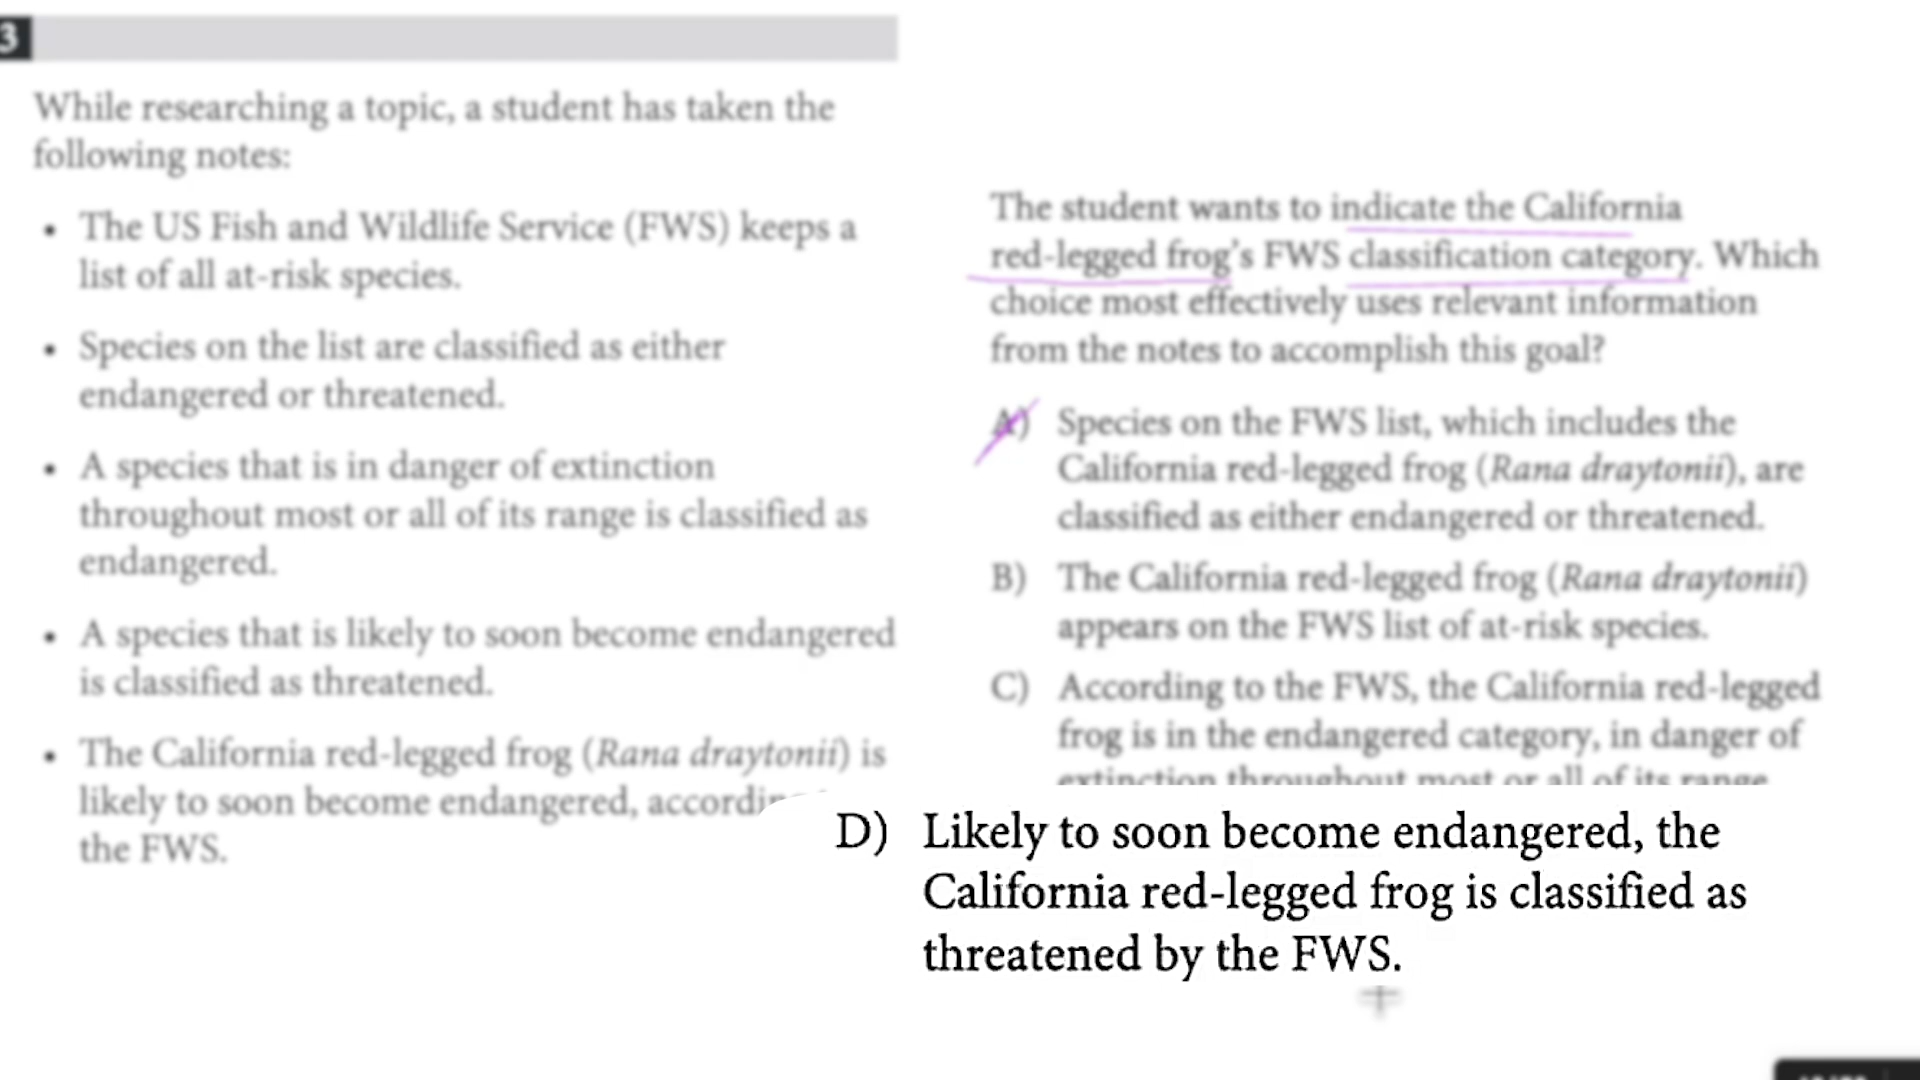 3
While researching a topic, a student has taken the
following notes:
• The US Fish and Wildlife Service (FWS) keeps a
list of all at-risk species.
• Species on the list are classified as either
endangered or threatened.
• A species that is in danger of extinction
throughout most or all of its range is classified as
endangered.
• A species that is likely to soon become endangered
is classified as threatened.
• The California red-legged frog (Rana draytonii) is
likely to soon become endangered,
the FWS.
The student wants to indicate the California
red-legged frog’s FWS classification category. Which
choice most effectively uses relevant information
from the notes to accomplish this goal?
A) Species on the FWS list, which includes the
California red-legged frog (Rana draytonii), are
classified as either endangered or threatened.
B) The California red-legged frog (Rana draytonii)
appears on the FWS list of at-risk species.
C) According to the FWS, the California red-legged
frog is in the endangered category, in danger of
extinction throughout most or all of its range
D) Likely to soon become endangered, the
California red-legged frog is classified as
threatened by the FWS.